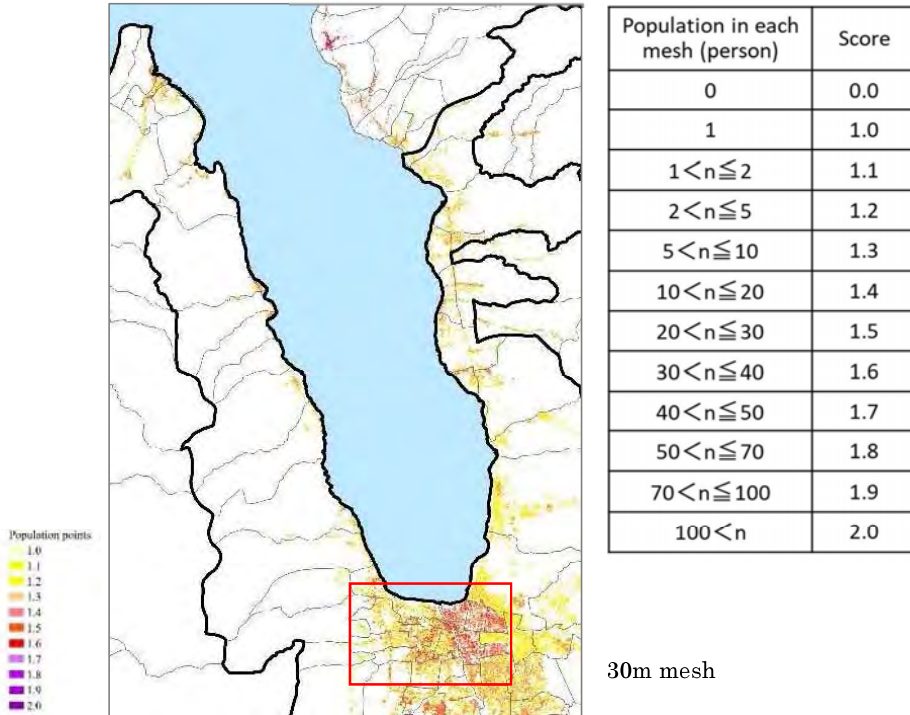 Population in each mesh (person) Score
0 0.0
1 1.0
1<n≦2 1.1
2<n≦5 1.2
5<n≦10 1.3
10<n≦20 1.4
20<n≦30 1.5
30<n≦40 1.6
40<n≦50 1.7
50<n≦70 1.8
70<n≦100 1.9
100<n 2.0
Population points
1.0
1.1
1.2
1.3
1.4
1.5
1.6
1.7
1.8
1.9
2.0
30m mesh